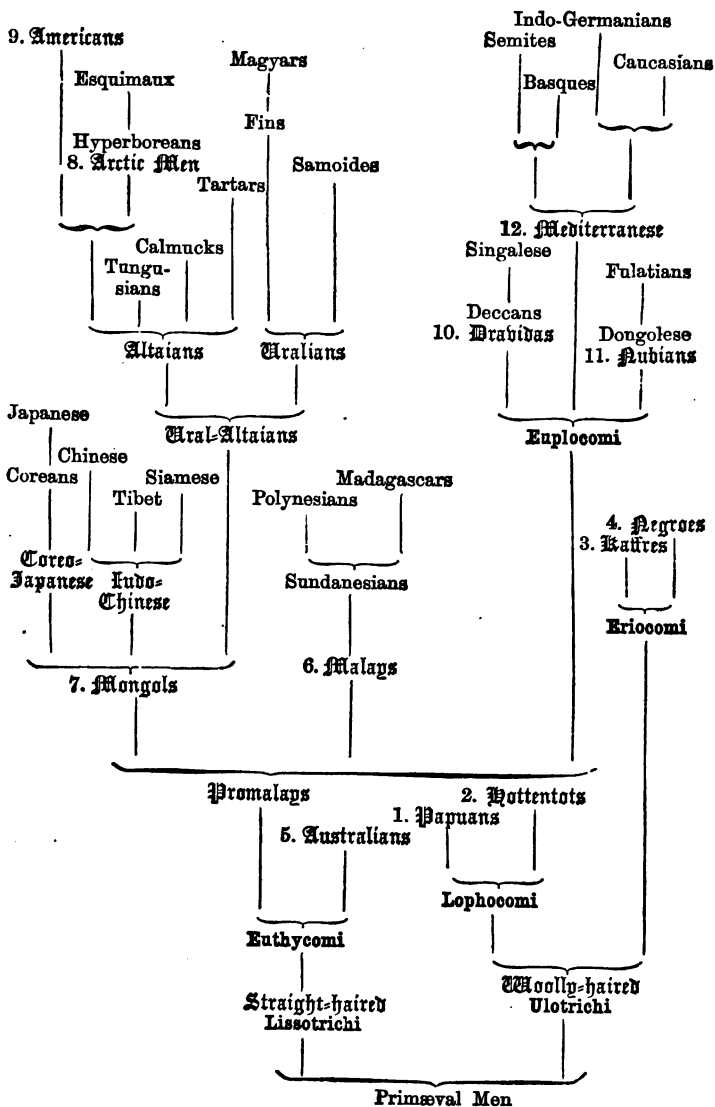 Indo-Germanians
9. Americans
Semites
Magyars
Caucasians
Esquimaux
Basques
Fins
Hyperboreans
8. Arctic Men
Samoides
Tartars
12. Mediterranese
Calmucks
Singalese
Tungu-
sians
Fulatians
Deccans
10. Dravidas
Dongolese
11. Nubians
Altaians
Uralians
Japanese
Ural-Altaians
Euplocomi
Chinese
Coreans
Siamese
Madagascars
Tibet
Polynesians
4. Negroes
3. Kaffres
Coreo-
Japanese
Indo-
Chinese
Sundanesians
Eriocomi
6. Malays
7. Mongols
Promalays
2. Hottentots
1. Papuans
5. Australians
Lophocomi
Euthycomi
Woolly-haired
Ulotrichi
Straight-haired
Lissotrichi
Primæval Men